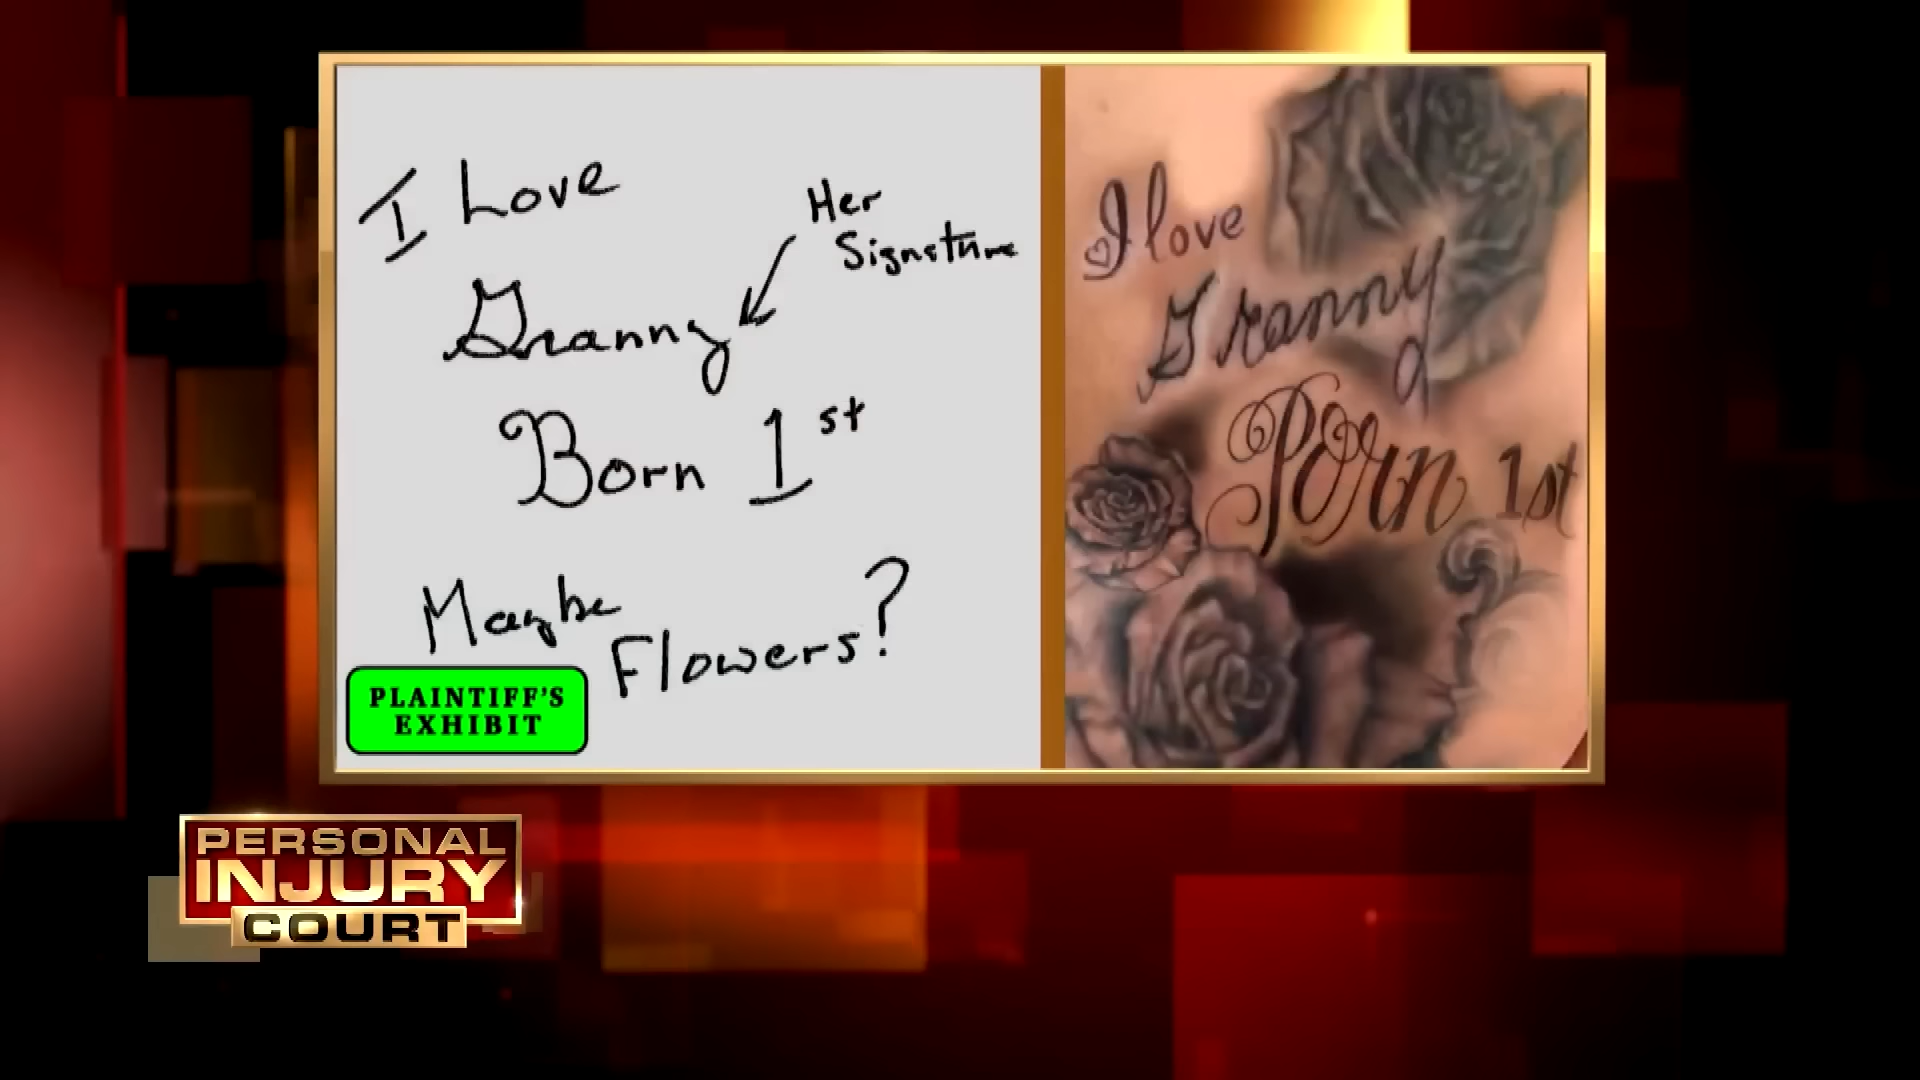 I Love
Her
Signature
Granny
Born 1st
Maybe
Flowers?
PLAINTIFF'S
EXHIBIT
I love
Granny
Porn 1st
PERSONAL
INJURY
COURT